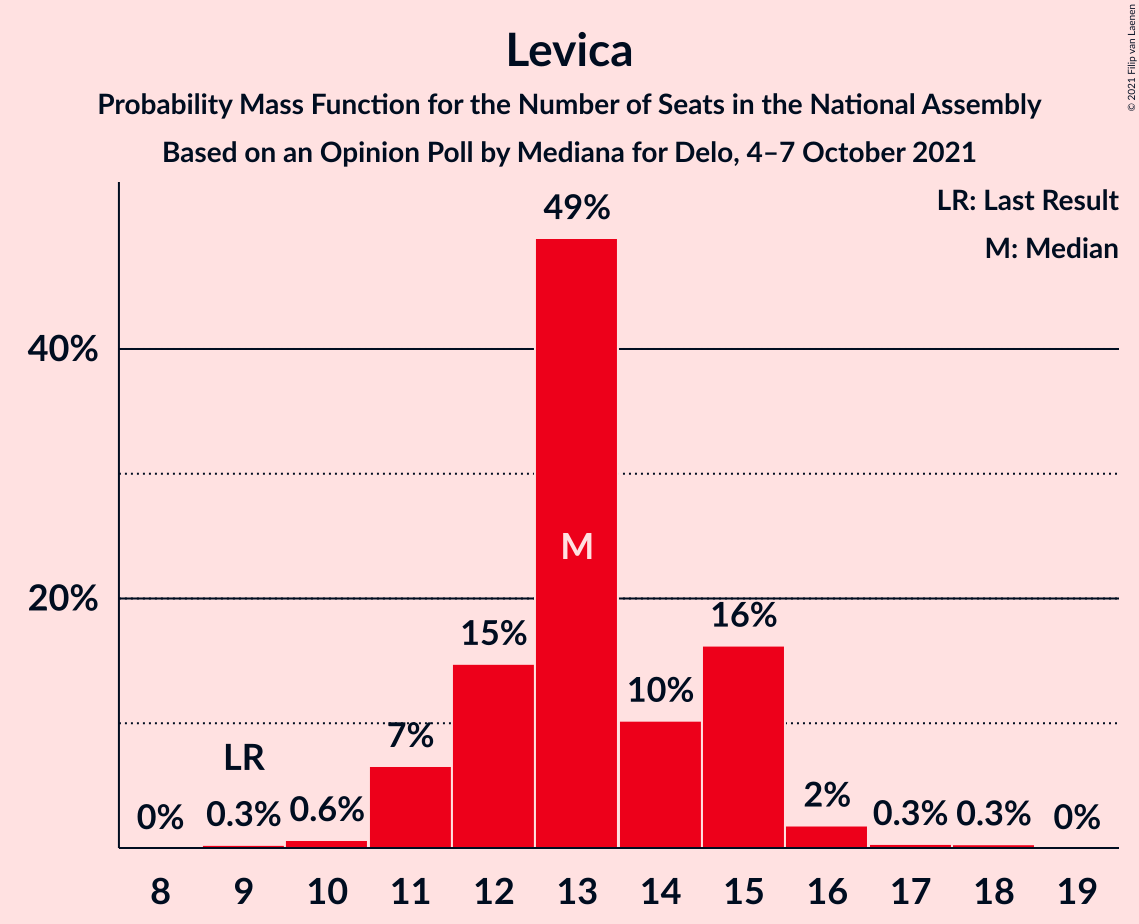 Levica
Probability Mass Function for the Number of Seats in the National Assembly
Based on an Opinion Poll by Mediana for Delo, 4–7 October 2021
© 2021 Filip van Laenen
LR: Last Result
M: Median
49%
40%
M
20%
16%
15%
10%
7%
LR
2%
0% 0.3% 0.6% 0.3% 0.3% 0%
8 9 10 11 12 13 14 15 16 17 18 19